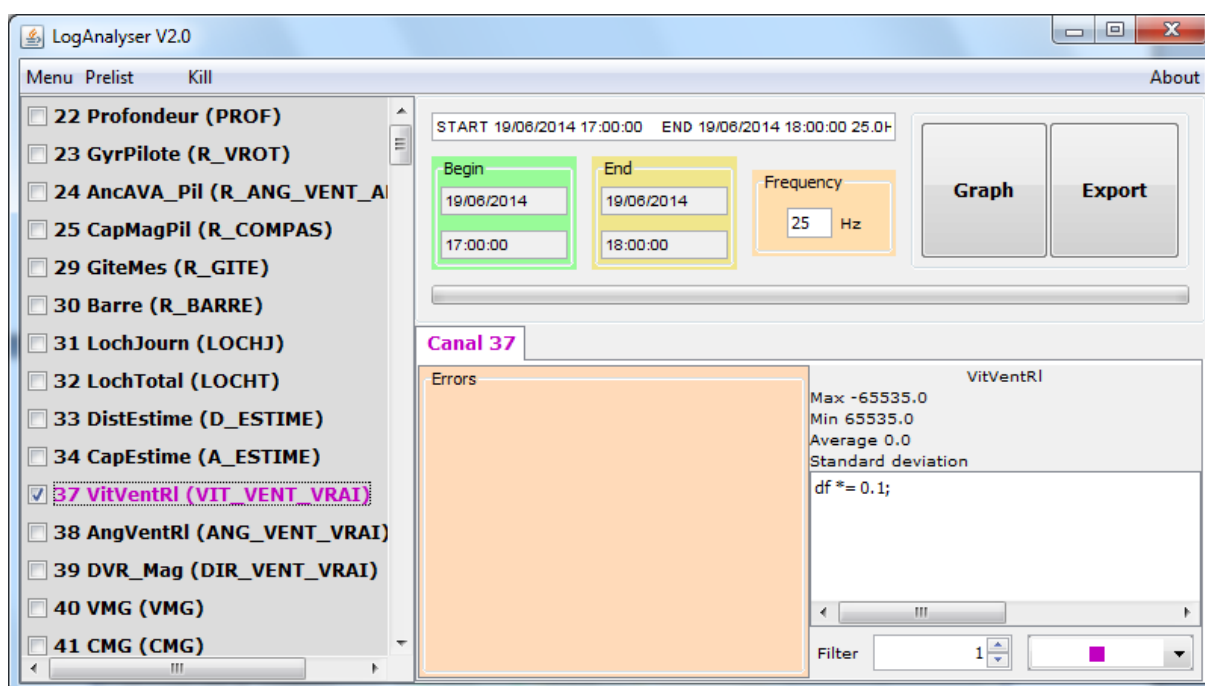 LogAnalyser V2.0
Menu Prelist Kill About
22 Profondeur (PROF)
23 GyrPilote (R_VROT)
24 AncAVA_Pil (R_ANG_VENT_A
25 CapMagPil (R_COMPAS)
29 GiteMes (R_GITE)
30 Barre (R_BARRE)
31 LochJourn (LOCHJ)
32 LochTotal (LOCHT)
33 DistEstime (D_ESTIME)
34 CapEstime (A_ESTIME)
37 VitVentRl (VIT_VENT_VRAI)
38 AngVentRl (ANG_VENT_VRAI)
39 DVR_Mag (DIR_VENT_VRAI)
40 VMG (VMG)
41 CMG (CMG)
START 19/06/2014 17:00:00 END 19/06/2014 18:00:00 25.0H
Begin
19/06/2014
17:00:00
End
19/06/2014
18:00:00
Frequency
25 Hz
Graph
Export
Canal 37
Errors
VitVentRl
Max -65535.0
Min 65535.0
Average 0.0
Standard deviation
df *= 0.1;
Filter 1